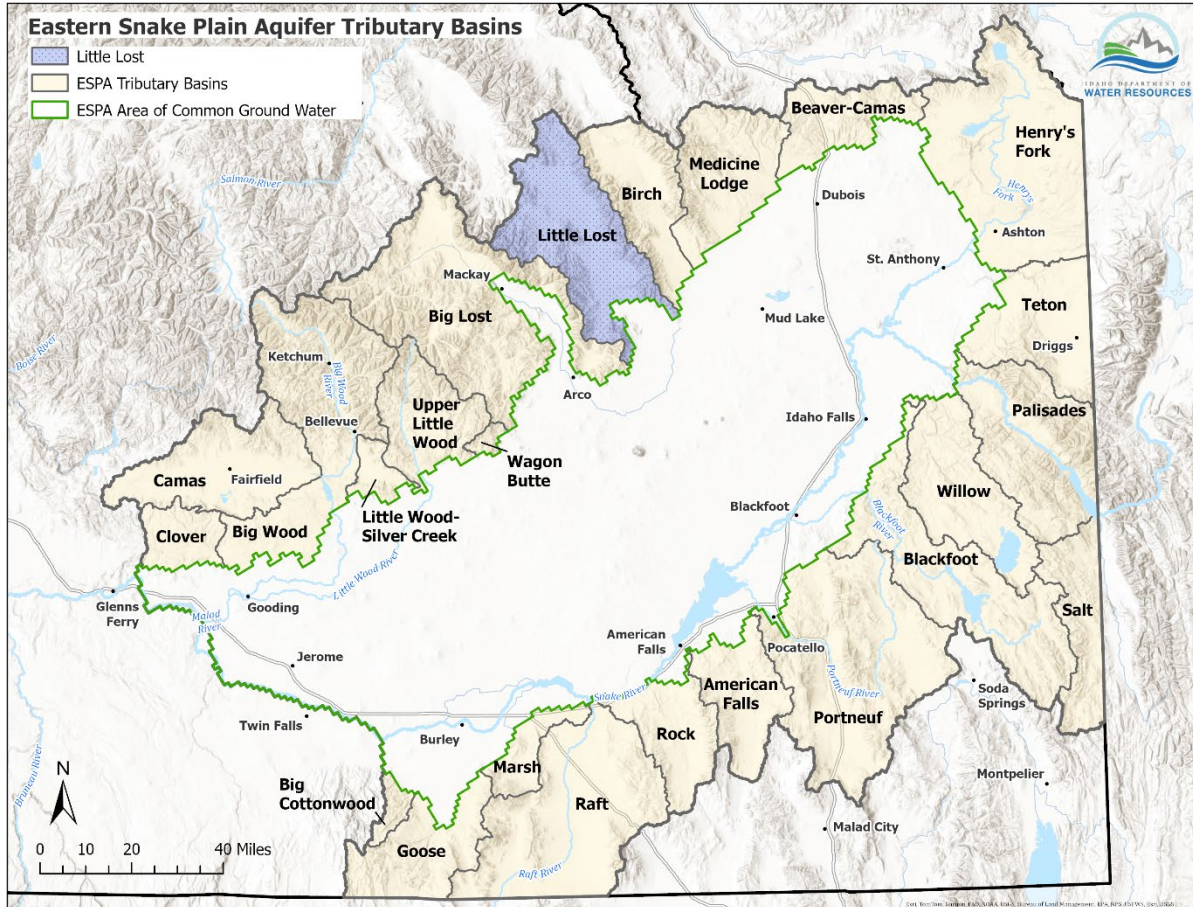 Eastern Snake Plain Aquifer Tributary Basins
Little Lost
ESPA Tributary Basins
ESPA Area of Common Ground Water
IDAHO DEPARTMENT OF
WATER RESOURCES
Beaver-Camas
Henry's
Fork
Medicine
Lodge
Birch
Salmon River
Henry's
Fork
Dubois
Little Lost
Ashton
St. Anthony
Mackay
Teton
Big Lost
Mud Lake
Driggs
Boise River
Ketchum
Big Wood
River
Arco
Palisades
Idaho Falls
Upper
Little
Wood
Bellevue
Wagon
Butte
Camas
Fairfield
Willow
Blackfoot
Blackfoot
River
Little Wood-
Silver Creek
Clover
Big Wood
Blackfoot
Little Wood River
Glenns
Ferry
Gooding
Malad
River
Salt
American
Falls
Pocatello
Jerome
Portneuf River
American
Falls
Soda
Springs
Snake River
Twin Falls
Burley
Rock
Portneuf
Marsh
Montpelier
Bruneau River
N
Big
Cottonwood
Raft
Malad City
0 10 20 40 Miles
Goose
Raft River